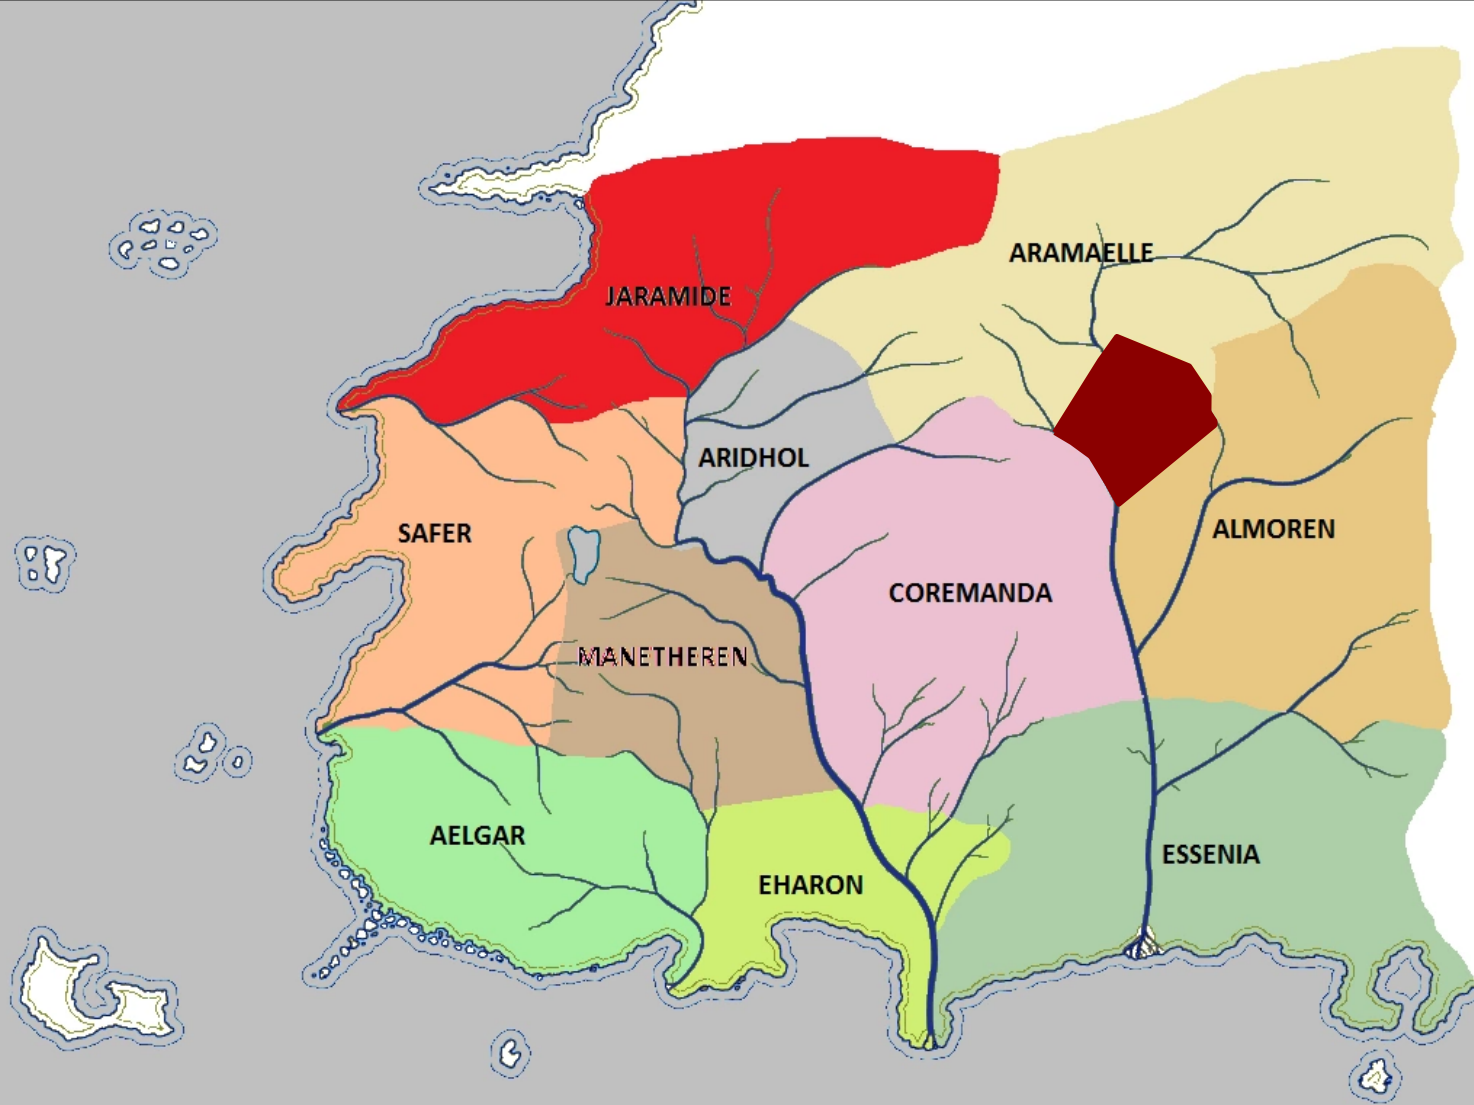 ARAMAELLE
JARAMIDE
ARIDHOL
SAFER
ALMOREN
COREMANDA
MANETHEREN
AELGAR
ESSENIA
EHARON